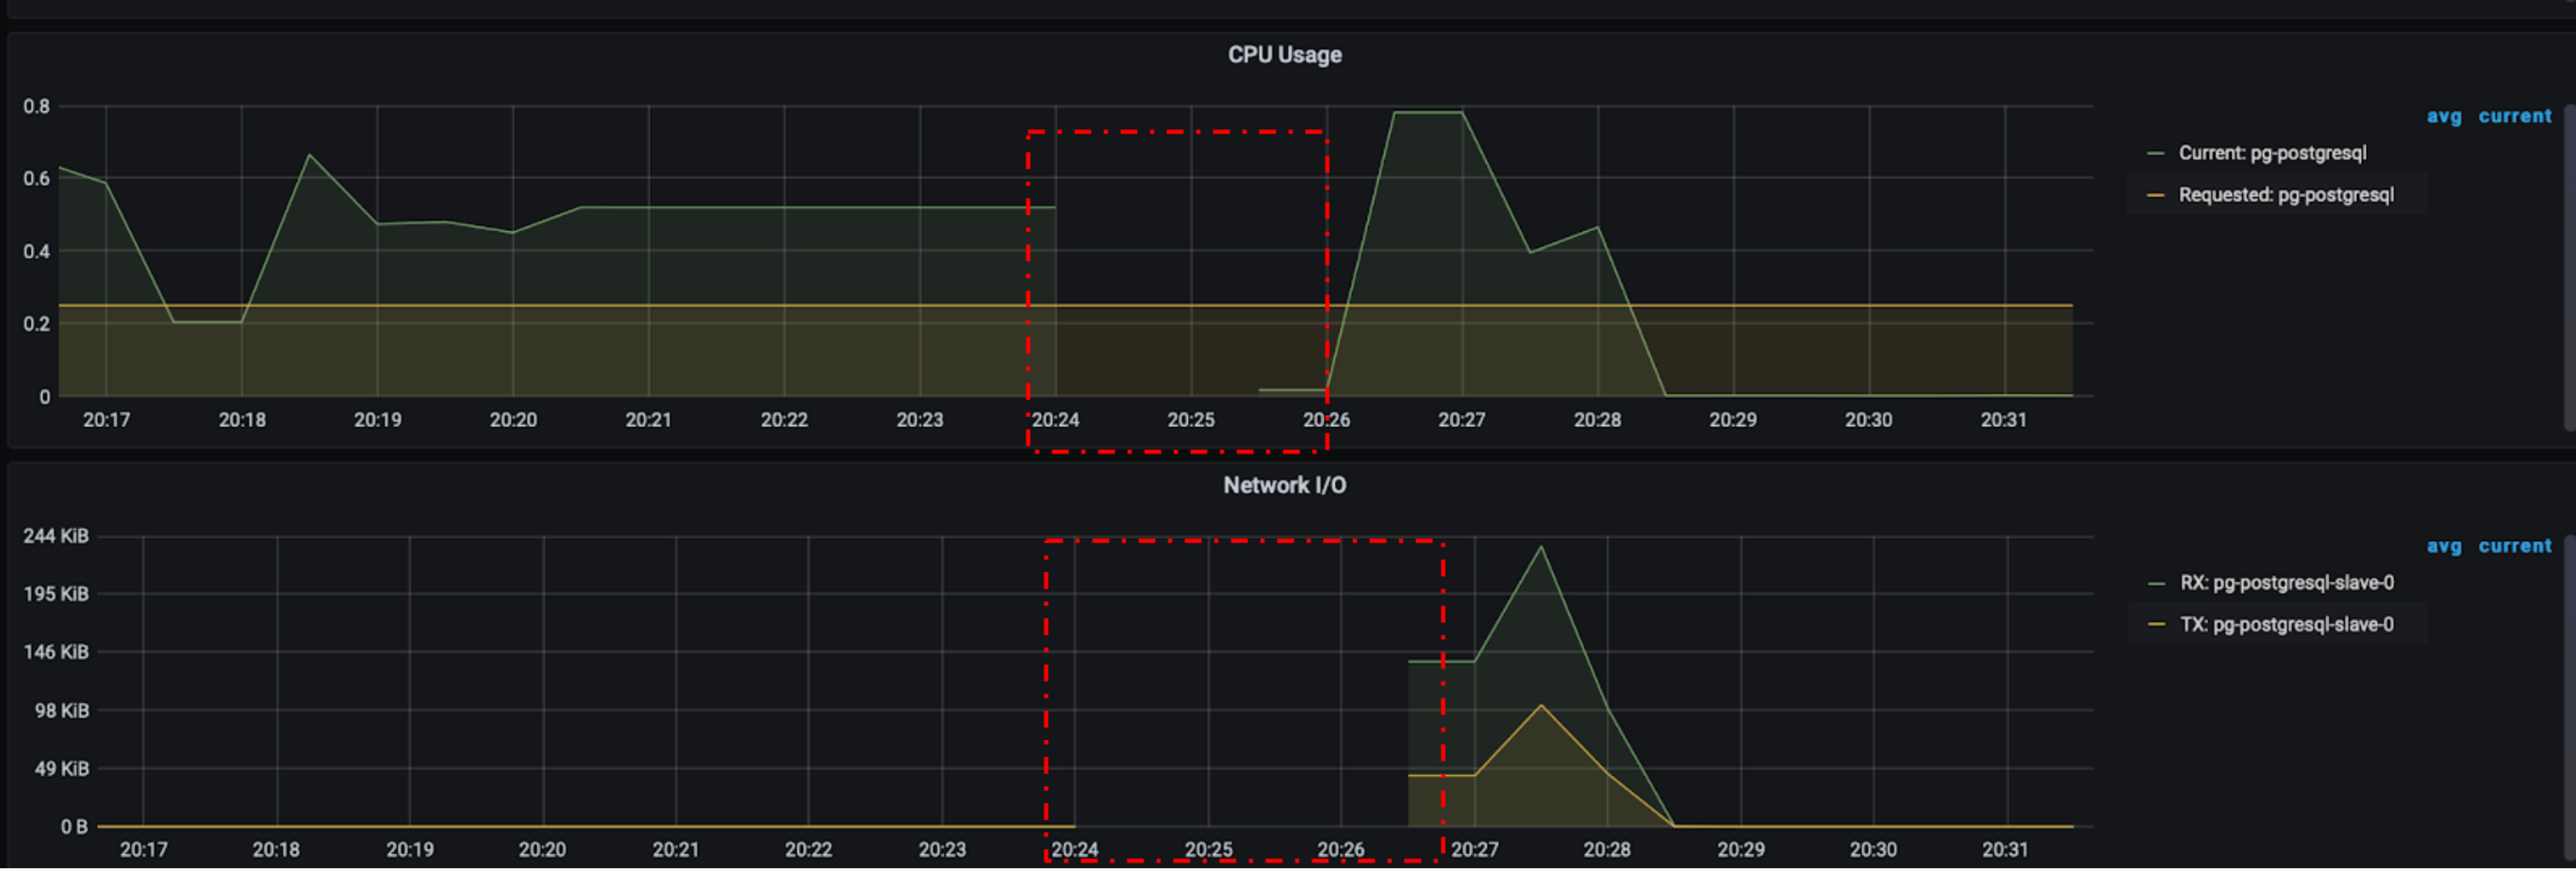 CPU Usage
0.8
0.6
0.4
0.2
0
20:17 20:18 20:19 20:20 20:21 20:22 20:23 20:24 20:25 20:26 20:27 20:28 20:29 20:30 20:31
avg current
Current: pg-postgresql
Requested: pg-postgresql
Network I/O
244 KiB
195 KiB
146 KiB
98 KiB
49 KiB
0 B
20:17 20:18 20:19 20:20 20:21 20:22 20:23 20:24 20:25 20:26 20:27 20:28 20:29 20:30 20:31
avg current
RX: pg-postgresql-slave-0
TX: pg-postgresql-slave-0